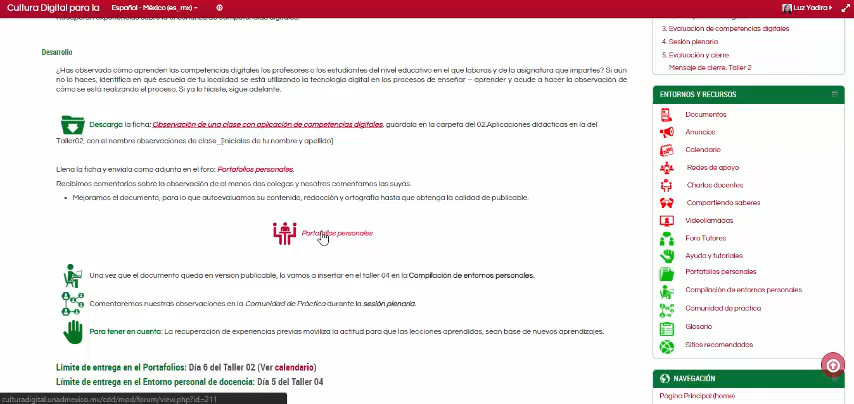 Cultura Digital para la
Español - México (es_mx)
Luz Yadira
Recuperan experiencias sobre la enseñanza de competencias digitales.
Desarrollo
¿Has observado cómo aprenden las competencias digitales los profesores o los estudiantes del nivel educativo en el que laboras y de la asignatura que impartes? Si aún
no lo haces, identifica en qué escuela de tu localidad se está utilizando la tecnología digital en los procesos de enseñar – aprender y acude a hacer la observación de
cómo se está realizando el proceso. Si ya lo hiciste, sigue adelante.
Descarga la ficha: Observación de una clase con aplicación de competencias digitales, guárdala en la carpeta del 02.Aplicaciones didácticas en la del
Taller02, con el nombre observaciones de clase_[iniciales de tu nombre y apellido]
Llena la ficha y envíala como adjunta en el foro: Portafolios personales.
Recibimos comentarios sobre la observación de al menos dos colegas y nosotros comentamos las suyas.
• Mejoramos el documento, para lo que autoevaluamos su contenido, redacción y ortografía hasta que obtenga la calidad de publicable.
Portafolios personales
Una vez que el documento queda en versión publicable, lo vamos a insertar en el taller 04 en la Compilación de entornos personales.
Comentaremos nuestras observaciones en la Comunidad de Práctica durante la sesión plenaria.
Para tener en cuenta: La recuperación de experiencias previas moviliza la actitud para que las lecciones aprendidas, sean base de nuevos aprendizajes.
Límite de entrega en el Portafolios: Día 6 del Taller 02 (Ver calendario)
Límite de entrega en el Entorno personal de docencia: Día 5 del Taller 04
culturadigital.unadmexico.mx/cdd/mod/forum/view.php?id=211
3. Evaluación de competencias digitales
4. Sesión plenaria
5. Evaluación y cierre
Mensaje de cierre. Taller 2
ENTORNOS Y RECURSOS
Documentos
Anuncios
Calendario
Redes de apoyo
Charlas docentes
Compartiendo saberes
Videollamadas
Foro Tutores
Ayuda y tutoriales
Portafolios personales
Compilación de entornos personales
Comunidad de práctica
Glosario
Sitios recomendados
NAVEGACIÓN
Página Principal (home)